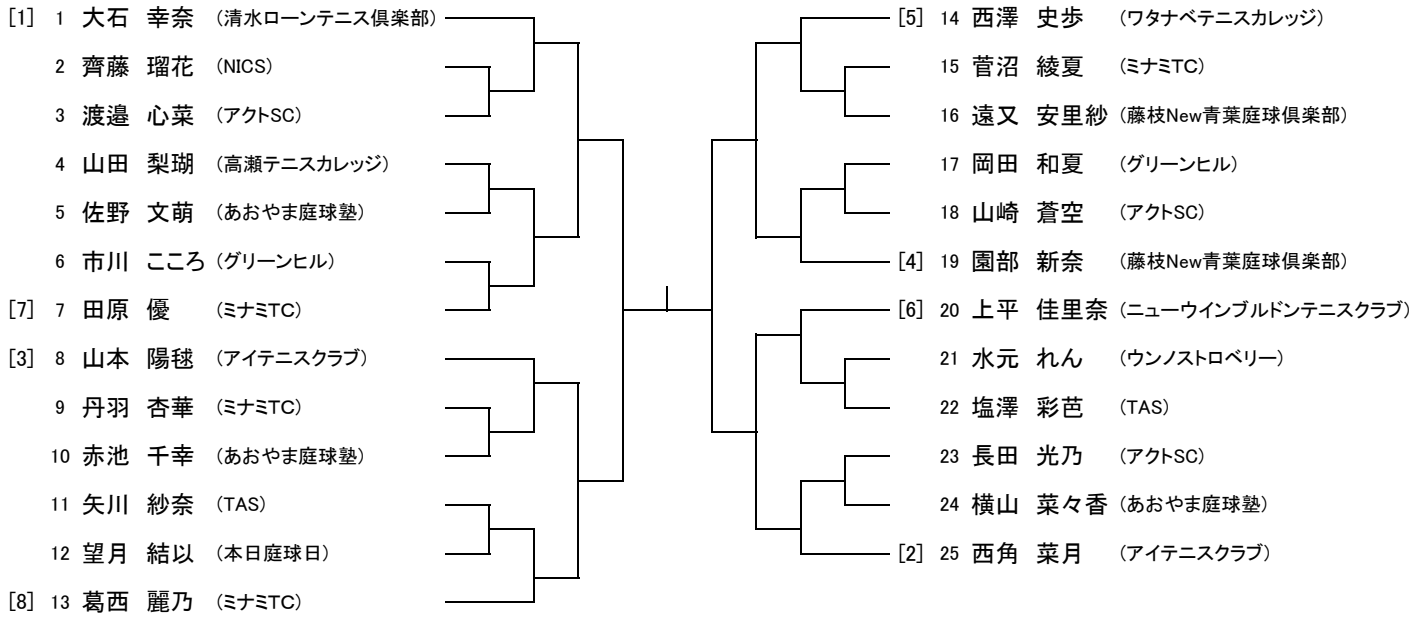 [1] 1 大石 幸奈 (清水ローンテニス倶楽部)
2 齊藤 瑠花 (NICS)
3 渡邉 心菜 (アクトSC)
4 山田 梨瑚 (高瀬テニスカレッジ)
5 佐野 文萌 (あおやま庭球塾)
6 市川 こころ (グリーンヒル)
[7] 7 田原 優 (ミナミTC)
[3] 8 山本 陽毬 (アイテニスクラブ)
9 丹羽 杏華 (ミナミTC)
10 赤池 千幸 (あおやま庭球塾)
11 矢川 紗奈 (TAS)
12 望月 結以 (本日庭球日)
[8] 13 葛西 麗乃 (ミナミTC)
[5] 14 西澤 史歩 (ワタナベテニスカレッジ)
15 菅沼 綾夏 (ミナミTC)
16 遠又 安里紗 (藤枝New青葉庭球倶楽部)
17 岡田 和夏 (グリーンヒル)
18 山崎 蒼空 (アクトSC)
[4] 19 園部 新奈 (藤枝New青葉庭球倶楽部)
[6] 20 上平 佳里奈 (ニューウインブルドンテニスクラブ)
21 水元 れん (ウンノストロベリー)
22 塩澤 彩芭 (TAS)
23 長田 光乃 (アクトSC)
24 横山 菜々香 (あおやま庭球塾)
[2] 25 西角 菜月 (アイテニスクラブ)